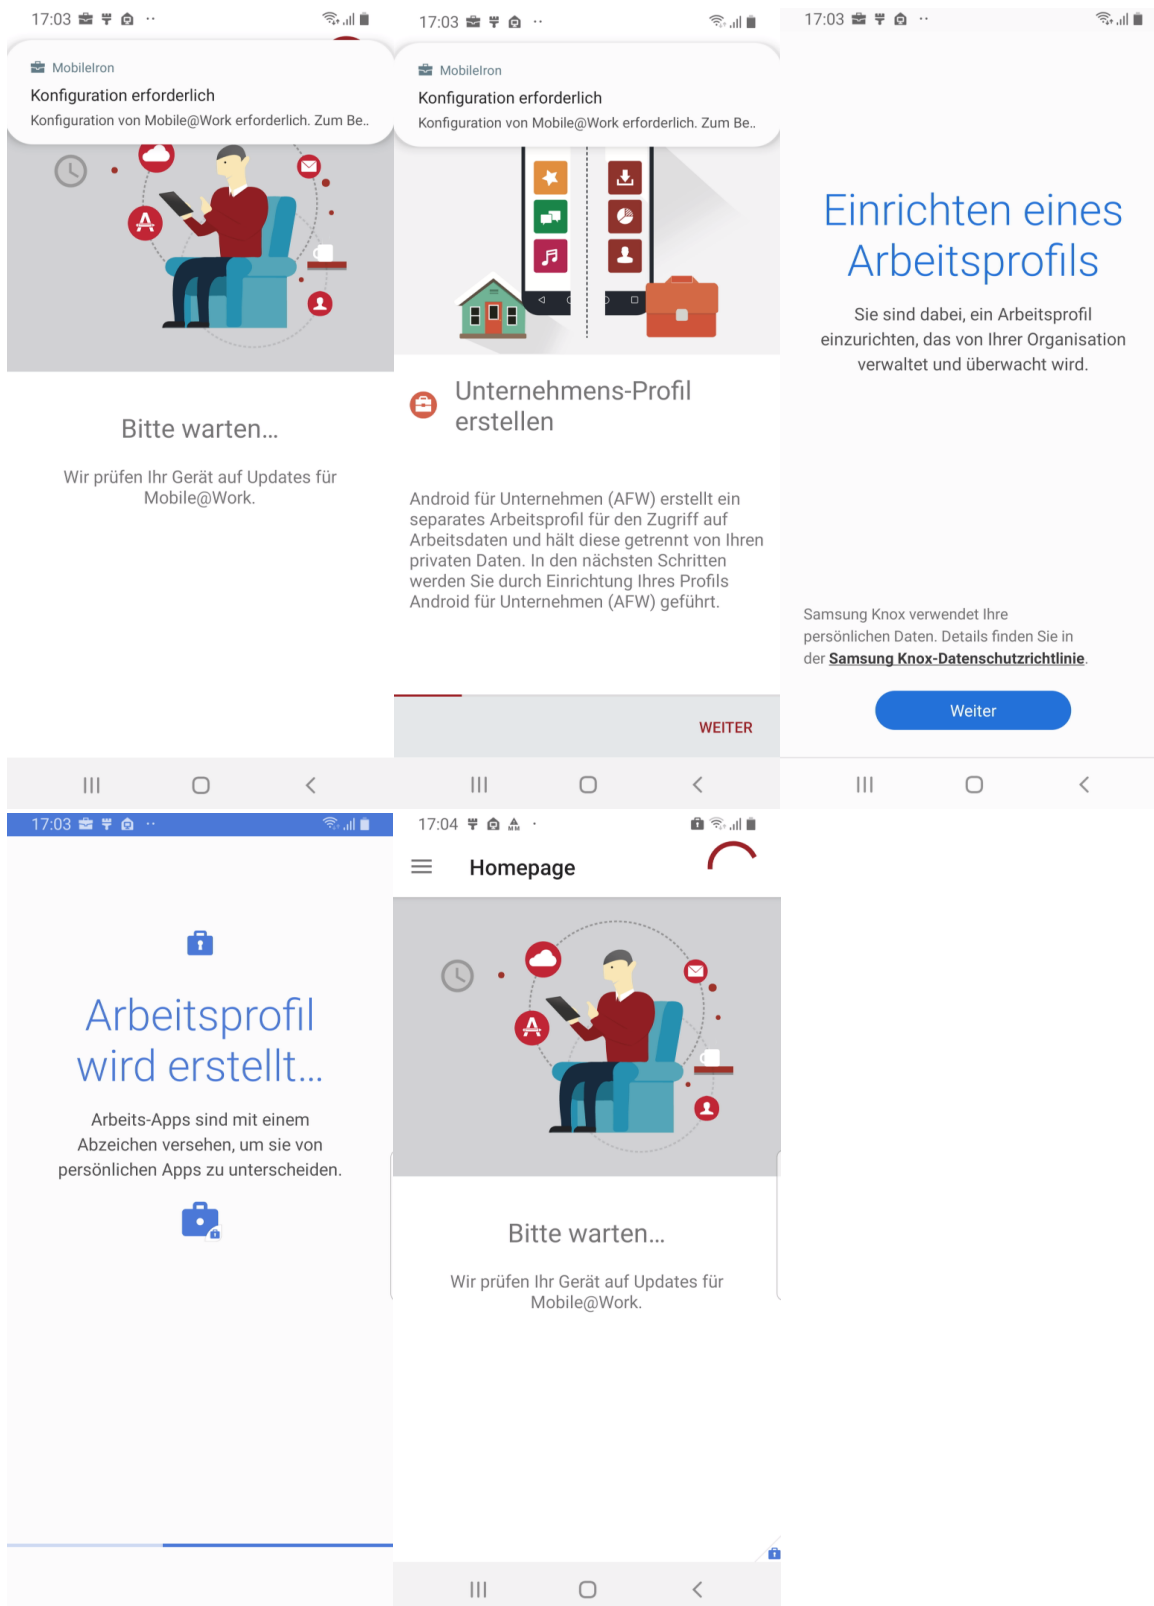 17:03
MobileIron
Konfiguration erforderlich
Konfiguration von Mobile@Work erforderlich. Zum Be..
Bitte warten...
Wir prüfen Ihr Gerät auf Updates für
Mobile@Work.
17:03
MobileIron
Konfiguration erforderlich
Konfiguration von Mobile@Work erforderlich. Zum Be..
Unternehmens-Profil
erstellen
Android für Unternehmen (AFW) erstellt ein
separates Arbeitsprofil für den Zugriff auf
Arbeitsdaten und hält diese getrennt von Ihren
privaten Daten. In den nächsten Schritten
werden Sie durch Einrichtung Ihres Profils
Android für Unternehmen (AFW) geführt.
WEITER
17:03
Einrichten eines
Arbeitsprofils
Sie sind dabei, ein Arbeitsprofil
einzurichten, das von Ihrer Organisation
verwaltet und überwacht wird.
Samsung Knox verwendet Ihre
persönlichen Daten. Details finden Sie in
der Samsung Knox-Datenschutzrichtlinie.
Weiter
17:03
Arbeitsprofil
wird erstellt...
Arbeits-Apps sind mit einem
Abzeichen versehen, um sie von
persönlichen Apps zu unterscheiden.
17:04
Homepage
Bitte warten...
Wir prüfen Ihr Gerät auf Updates für
Mobile@Work.